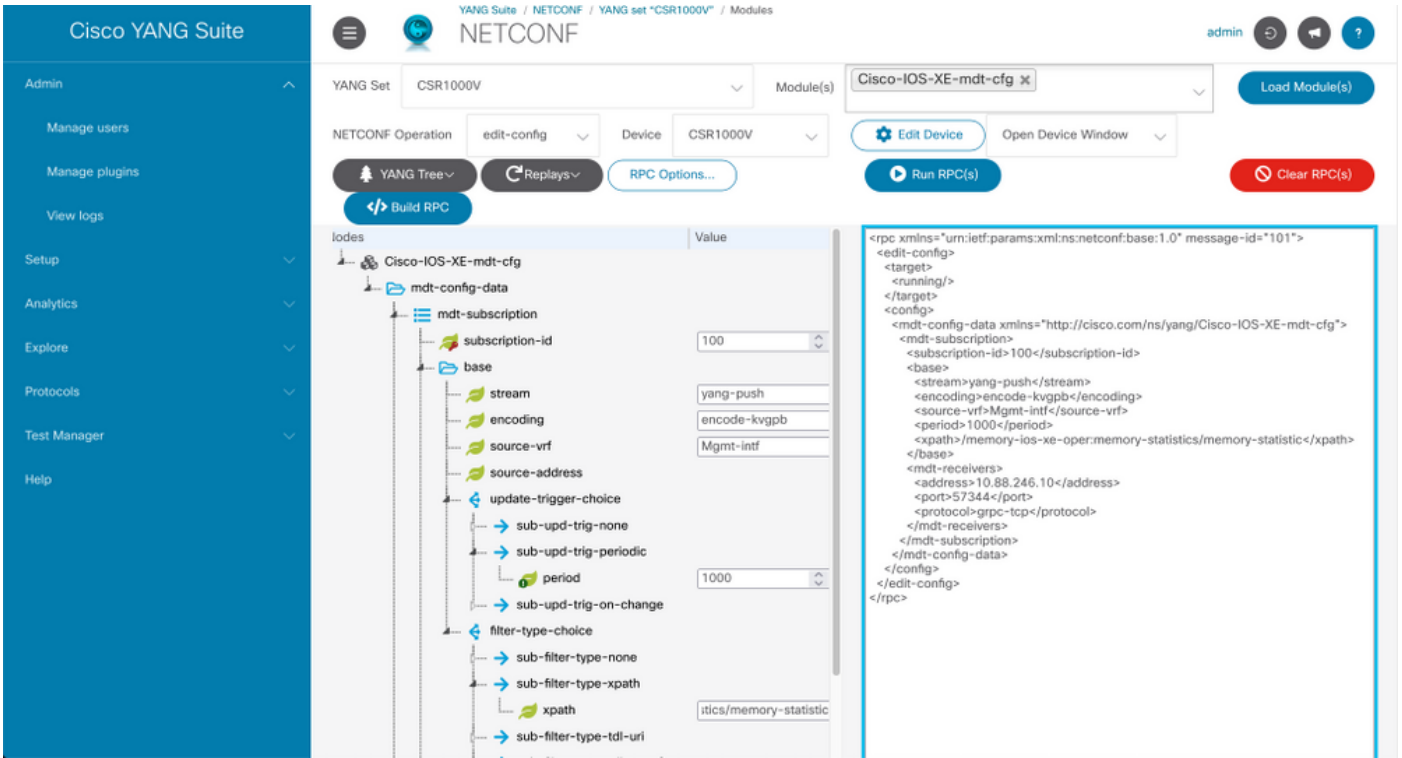 Cisco YANG Suite
Admin
Manage users
Manage plugins
View logs
Setup
Analytics
Explore
Protocols
Test Manager
Help
YANG Suite / NETCONF / YANG set "CSR1000V" / Modules
NETCONF
admin
?
YANG Set
CSR1000V
Module(s)
Cisco-IOS-XE-mdt-cfg ×
Load Module(s)
NETCONF Operation
edit-config
Device
CSR1000V
Edit Device
Open Device Window
YANG Tree
Replays
RPC Options...
Run RPC(s)
Clear RPC(s)
</> Build RPC
lodes
Value
Cisco-IOS-XE-mdt-cfg
mdt-config-data
mdt-subscription
subscription-id
100
base
stream
yang-push
encoding
encode-kvgpb
source-vrf
Mgmt-intf
source-address
update-trigger-choice
sub-upd-trig-none
sub-upd-trig-periodic
period
1000
sub-upd-trig-on-change
filter-type-choice
sub-filter-type-none
sub-filter-type-xpath
xpath
itics/memory-statistic
sub-filter-type-tdl-uri
<rpc xmlns="urn:ietf:params:xml:ns:netconf:base:1.0" message-id="101">
<edit-config>
<target>
<running/>
</target>
<config>
<mdt-config-data xmlns="http://cisco.com/ns/yang/Cisco-IOS-XE-mdt-cfg">
<mdt-subscription>
<subscription-id>100</subscription-id>
<base>
<stream>yang-push</stream>
<encoding>encode-kvgpb</encoding>
<source-vrf>Mgmt-intf</source-vrf>
<period>1000</period>
<xpath>/memory-ios-xe-oper:memory-statistics/memory-statistic</xpath>
</base>
<mdt-receivers>
<address>10.88.246.10</address>
<port>57344</port>
<protocol>grpc-tcp</protocol>
</mdt-receivers>
</mdt-subscription>
</mdt-config-data>
</config>
</edit-config>
</rpc>